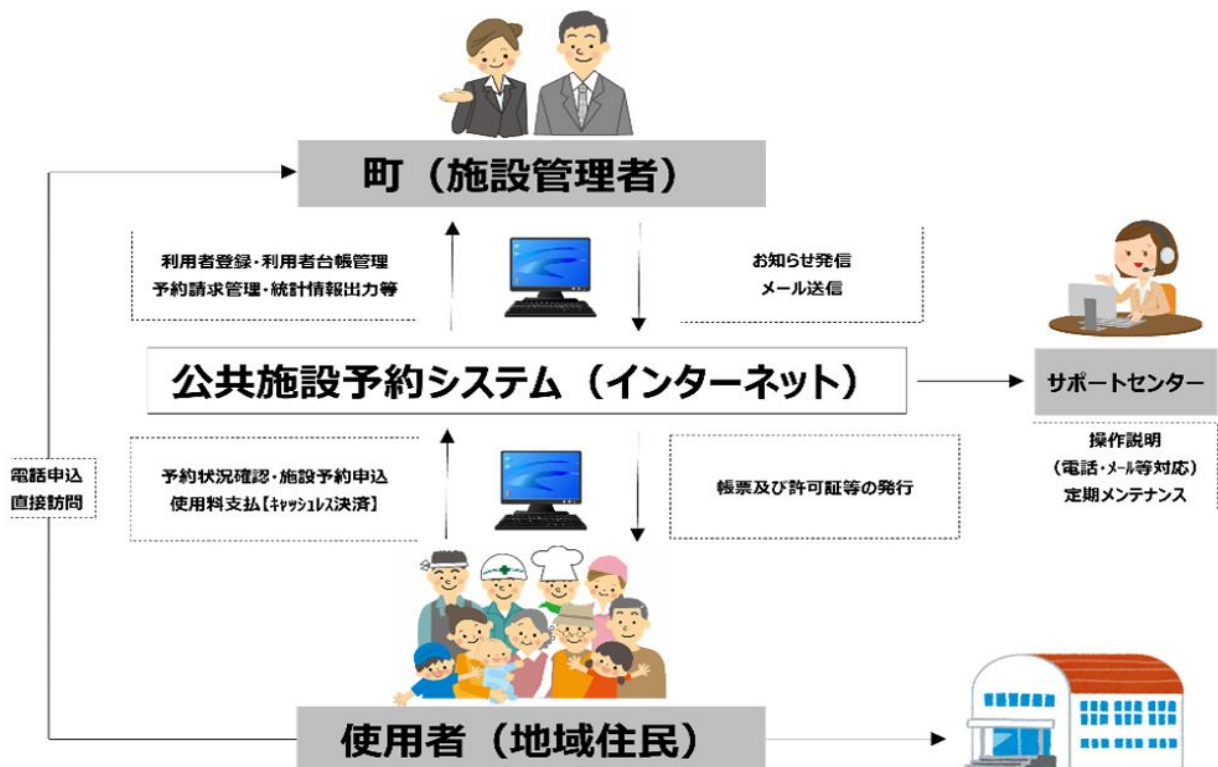 町（施設管理者）
利用者登録・利用者台帳管理
予約請求管理・統計情報出力等
お知らせ発信
メール送信
公共施設予約システム（インターネット）
サポートセンター
操作説明
（電話・メール等対応）
定期メンテナンス
電話申込
直接訪問
予約状況確認・施設予約申込
使用料支払【キャッシュレス決済】
帳票及び許可証等の発行
使用者（地域住民）